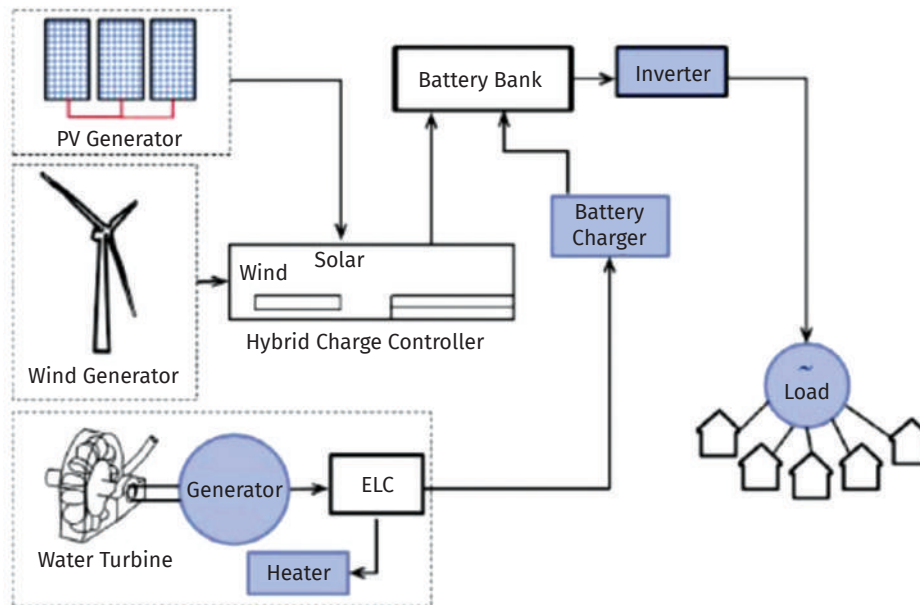 PV Generator
Battery Bank
Inverter
Battery
Charger
Solar
Wind
Hybrid Charge Controller
Wind Generator
~
Load
Generator
ELC
Water Turbine
Heater